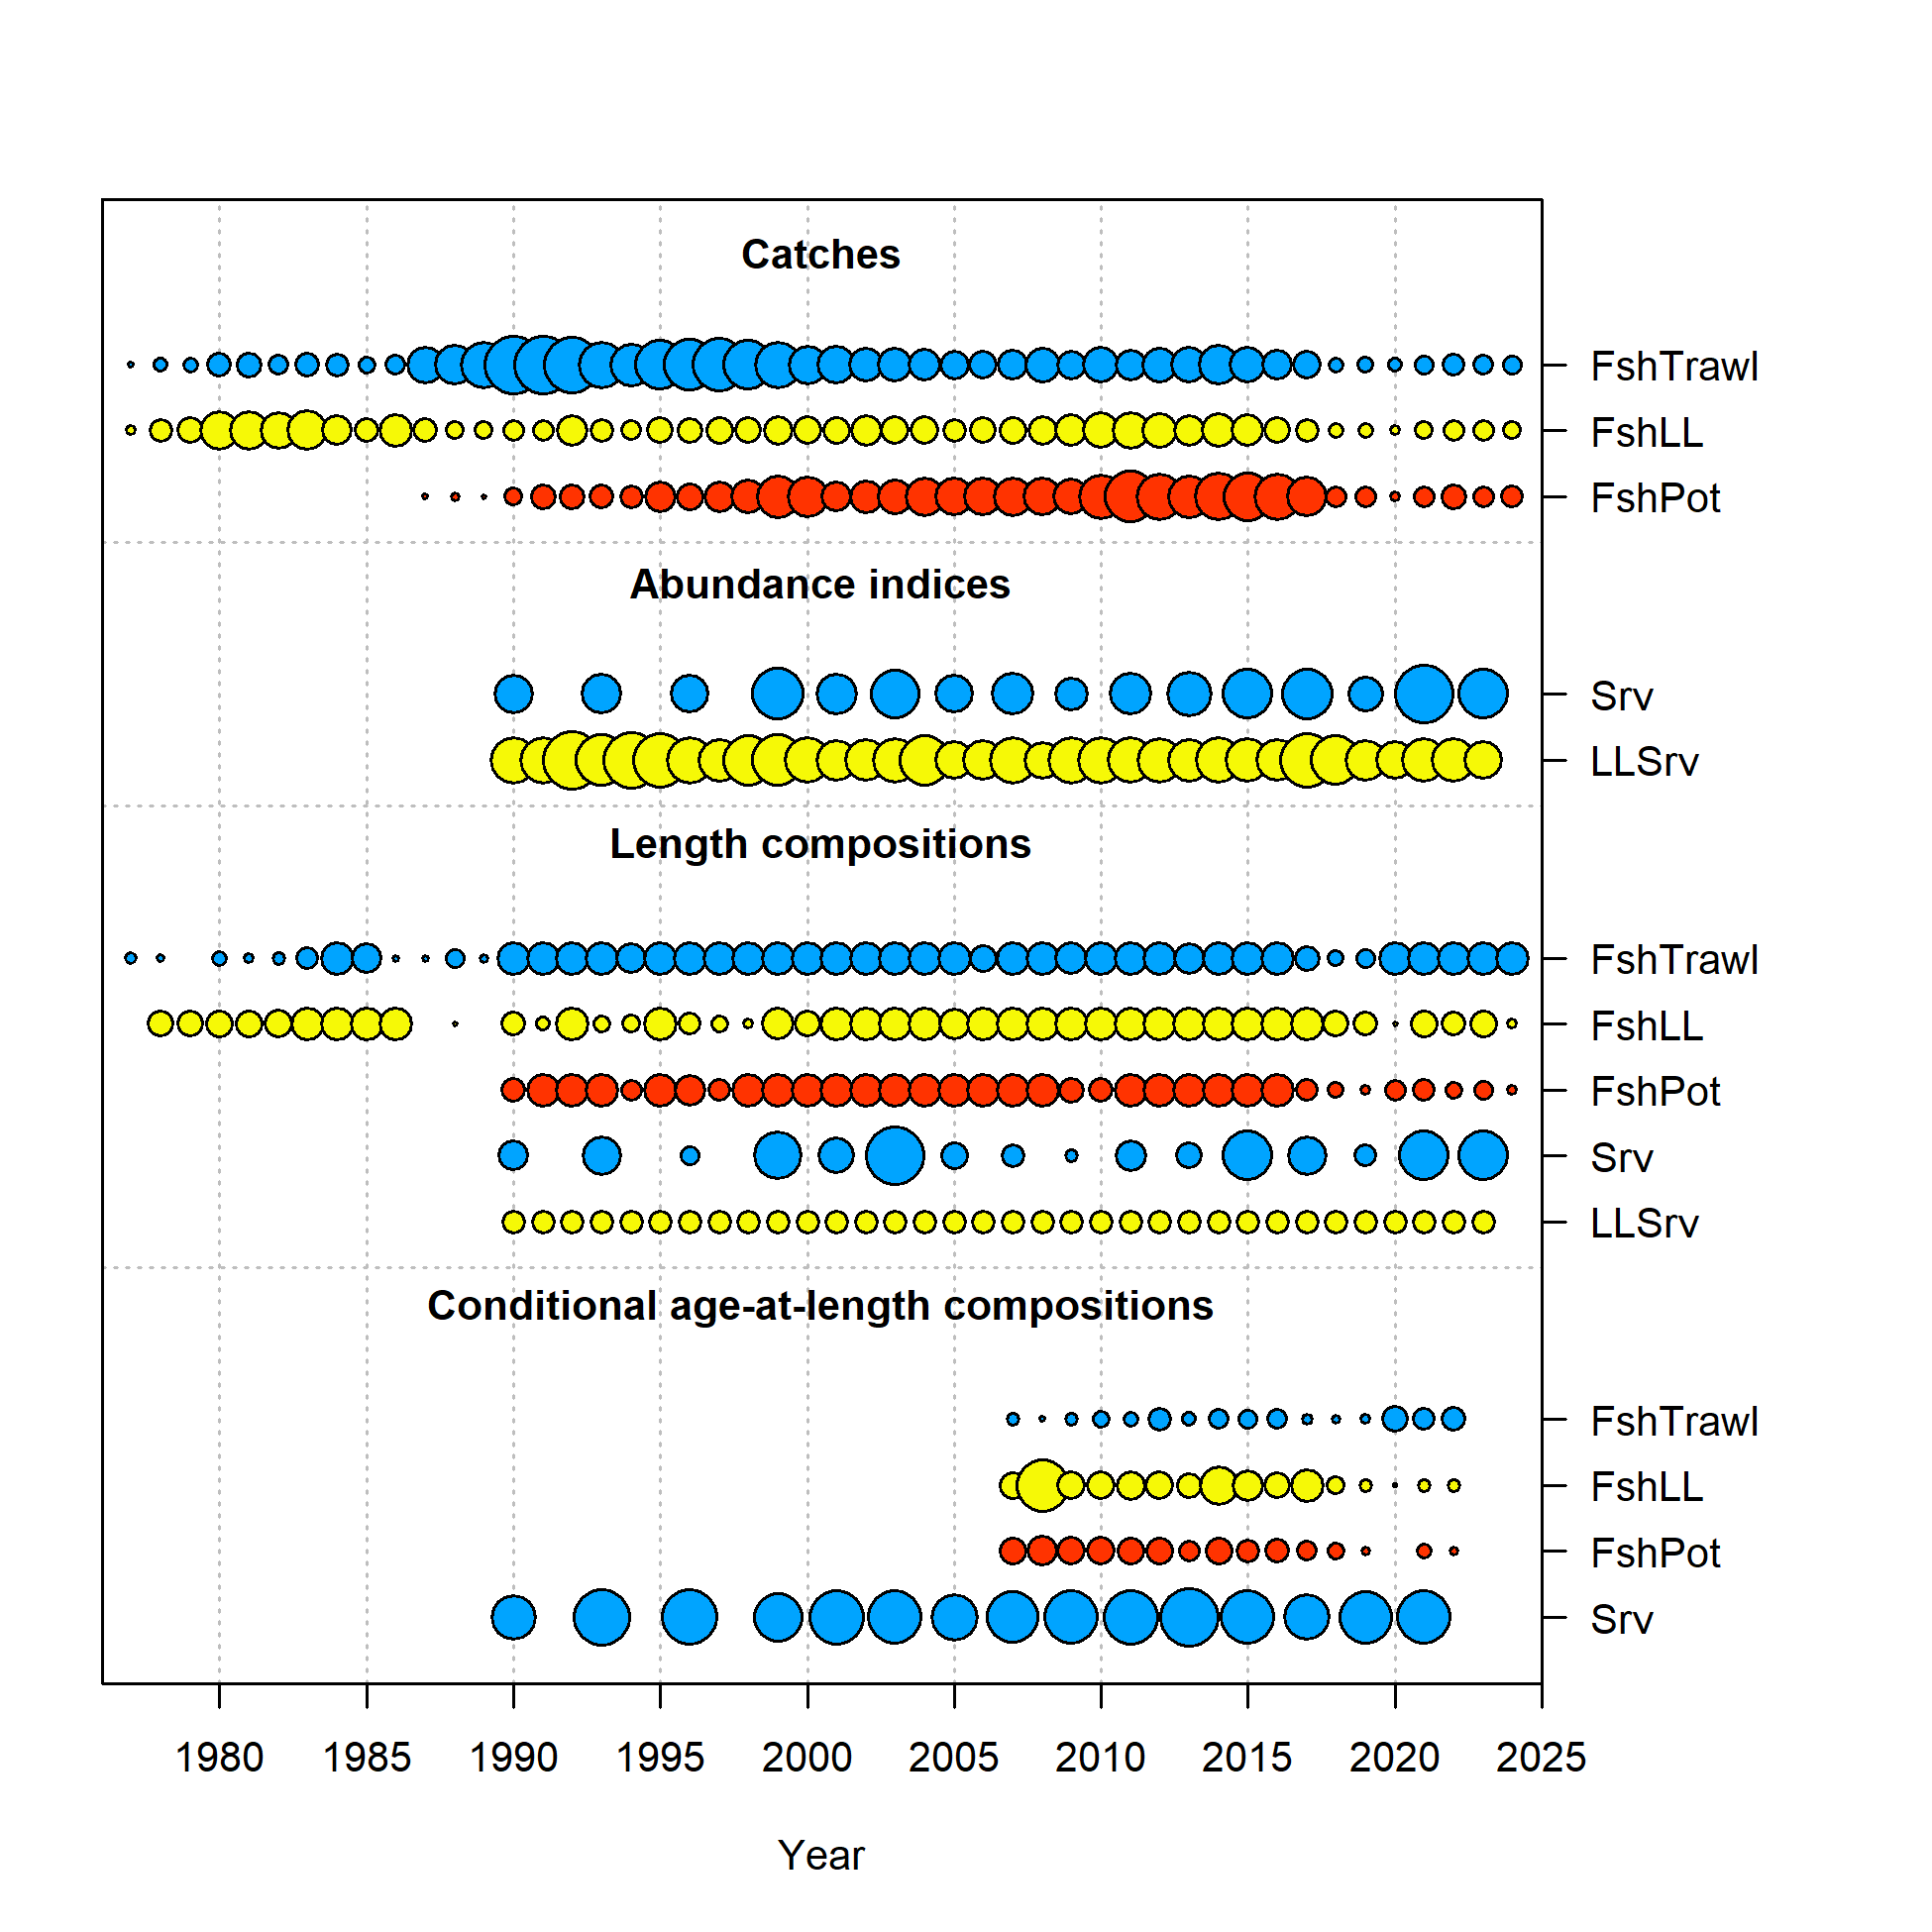 Catches
FshTrawl
FshLL
FshPot
Abundance indices
Srv
LLSrv
Length compositions
FshTrawl
FshLL
FshPot
Srv
LLSrv
Conditional age-at-length compositions
FshTrawl
FshLL
FshPot
Srv
1980 1985 1990 1995 2000 2005 2010 2015 2020 2025
Year